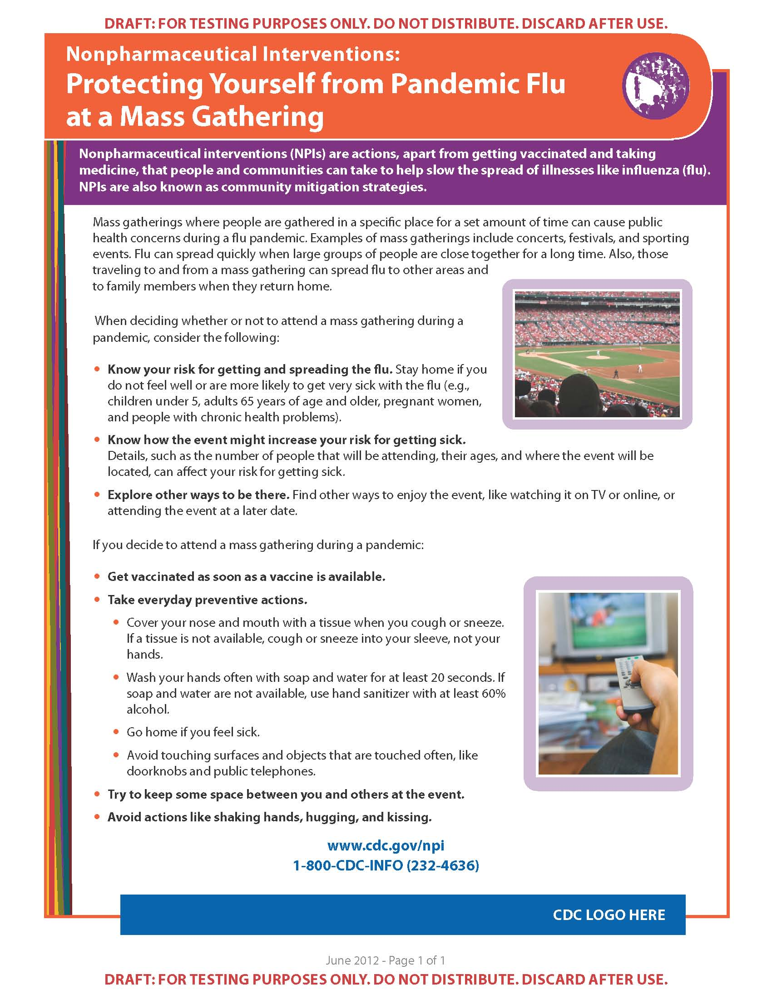 DRAFT: FOR TESTING PURPOSES ONLY. DO NOT DISTRIBUTE. DISCARD AFTER USE.
Nonpharmaceutical Interventions:
Protecting Yourself from Pandemic Flu
at a Mass Gathering
Nonpharmaceutical interventions (NPIs) are actions, apart from getting vaccinated and taking
medicine, that people and communities can take to help slow the spread of illnesses like influenza (flu).
NPIs are also known as community mitigation strategies.
Mass gatherings where people are gathered in a specific place for a set amount of time can cause public
health concerns during a flu pandemic. Examples of mass gatherings include concerts, festivals, and sporting
events. Flu can spread quickly when large groups of people are close together for a long time. Also, those
traveling to and from a mass gathering can spread flu to other areas and
to family members when they return home.
When deciding whether or not to attend a mass gathering during a
pandemic, consider the following:
• Know your risk for getting and spreading the flu. Stay home if you
do not feel well or are more likely to get very sick with the flu (e.g.,
children under 5, adults 65 years of age and older, pregnant women,
and people with chronic health problems).
• Know how the event might increase your risk for getting sick.
Details, such as the number of people that will be attending, their ages, and where the event will be
located, can affect your risk for getting sick.
• Explore other ways to be there. Find other ways to enjoy the event, like watching it on TV or online, or
attending the event at a later date.
If you decide to attend a mass gathering during a pandemic:
• Get vaccinated as soon as a vaccine is available.
• Take everyday preventive actions.
• Cover your nose and mouth with a tissue when you cough or sneeze.
If a tissue is not available, cough or sneeze into your sleeve, not your
hands.
• Wash your hands often with soap and water for at least 20 seconds. If
soap and water are not available, use hand sanitizer with at least 60%
alcohol.
• Go home if you feel sick.
• Avoid touching surfaces and objects that are touched often, like
doorknobs and public telephones.
• Try to keep some space between you and others at the event.
• Avoid actions like shaking hands, hugging, and kissing.
www.cdc.gov/npi
1-800-CDC-INFO (232-4636)
CDC LOGO HERE
June 2012 - Page 1 of 1
DRAFT: FOR TESTING PURPOSES ONLY. DO NOT DISTRIBUTE. DISCARD AFTER USE.